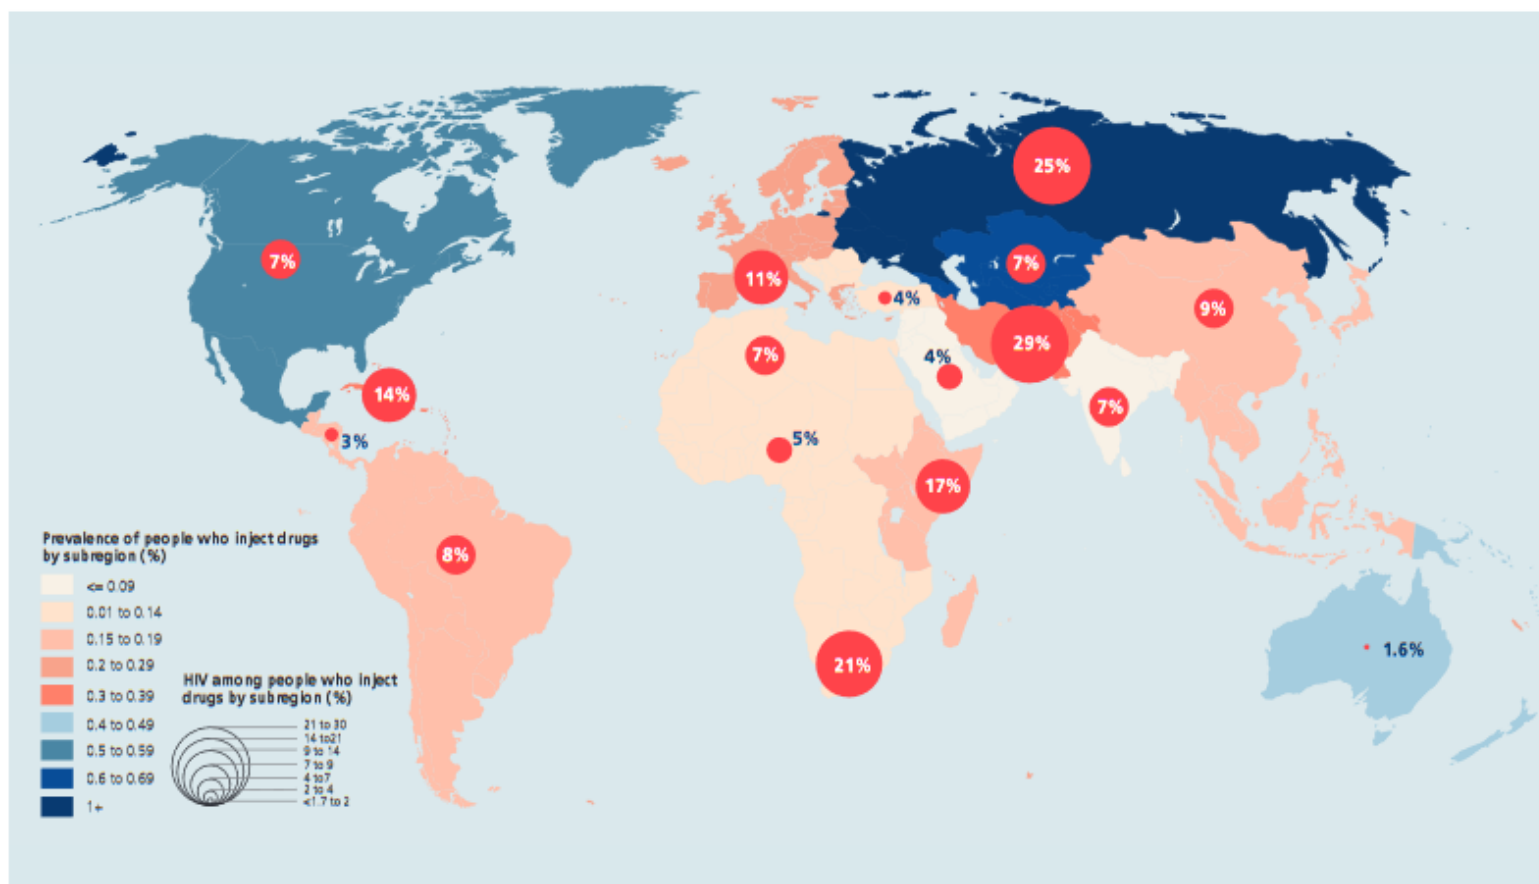 25%
7%
7%
11%
4%
9%
29%
7%
4%
14%
7%
3%
5%
17%
8%
1.6%
21%
Prevalence of people who inject drugs
by subregion (%)
<= 0.09
0.01 to 0.14
0.15 to 0.19
0.2 to 0.29
0.3 to 0.39
0.4 to 0.49
0.5 to 0.59
0.6 to 0.69
1+
HIV among people who inject
drugs by subregion (%)
21 to 30
14 to21
9 to 14
7 to 9
4 to7
2 to 4
<1.7 to 2